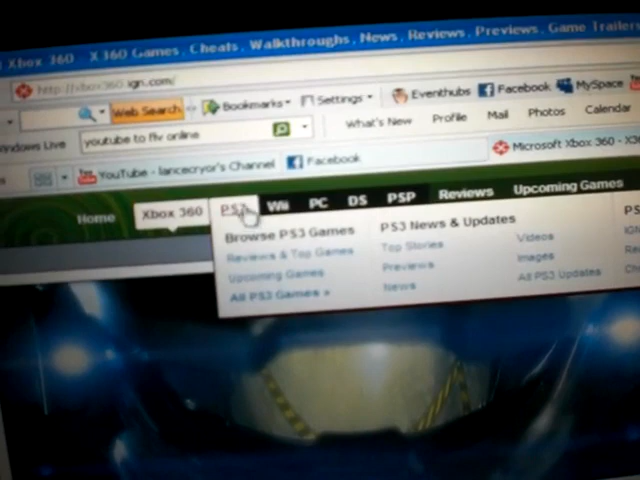 Xbox 360 - X360 Games, Cheats, Walkthroughs, News, Reviews, Previews, Game Trailers
http://xbox360.ign.com/
Web Search Bookmarks Settings Eventhubs Facebook MySpace
Windows Live youtube to flv online What's New Profile Mail Photos Calendar
YouTube - lancecryor's Channel Facebook Microsoft Xbox 360 - X36
Home Xbox 360 PS3 Wii PC DS PSP Reviews Upcoming Games
Browse PS3 Games PS3 News & Updates PS
Reviews & Top Games Top Stories Videos IGN
Upcoming Games Previews Images
All PS3 Games » News All PS3 Updates